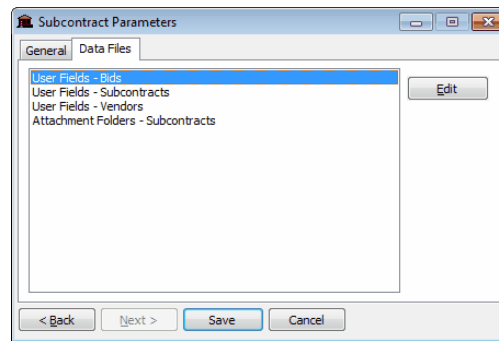 Subcontract Parameters
General Data Files
User Fields - Bids
Edit
User Fields - Subcontracts
User Fields - Vendors
Attachment Folders - Subcontracts
< Back Next > Save Cancel